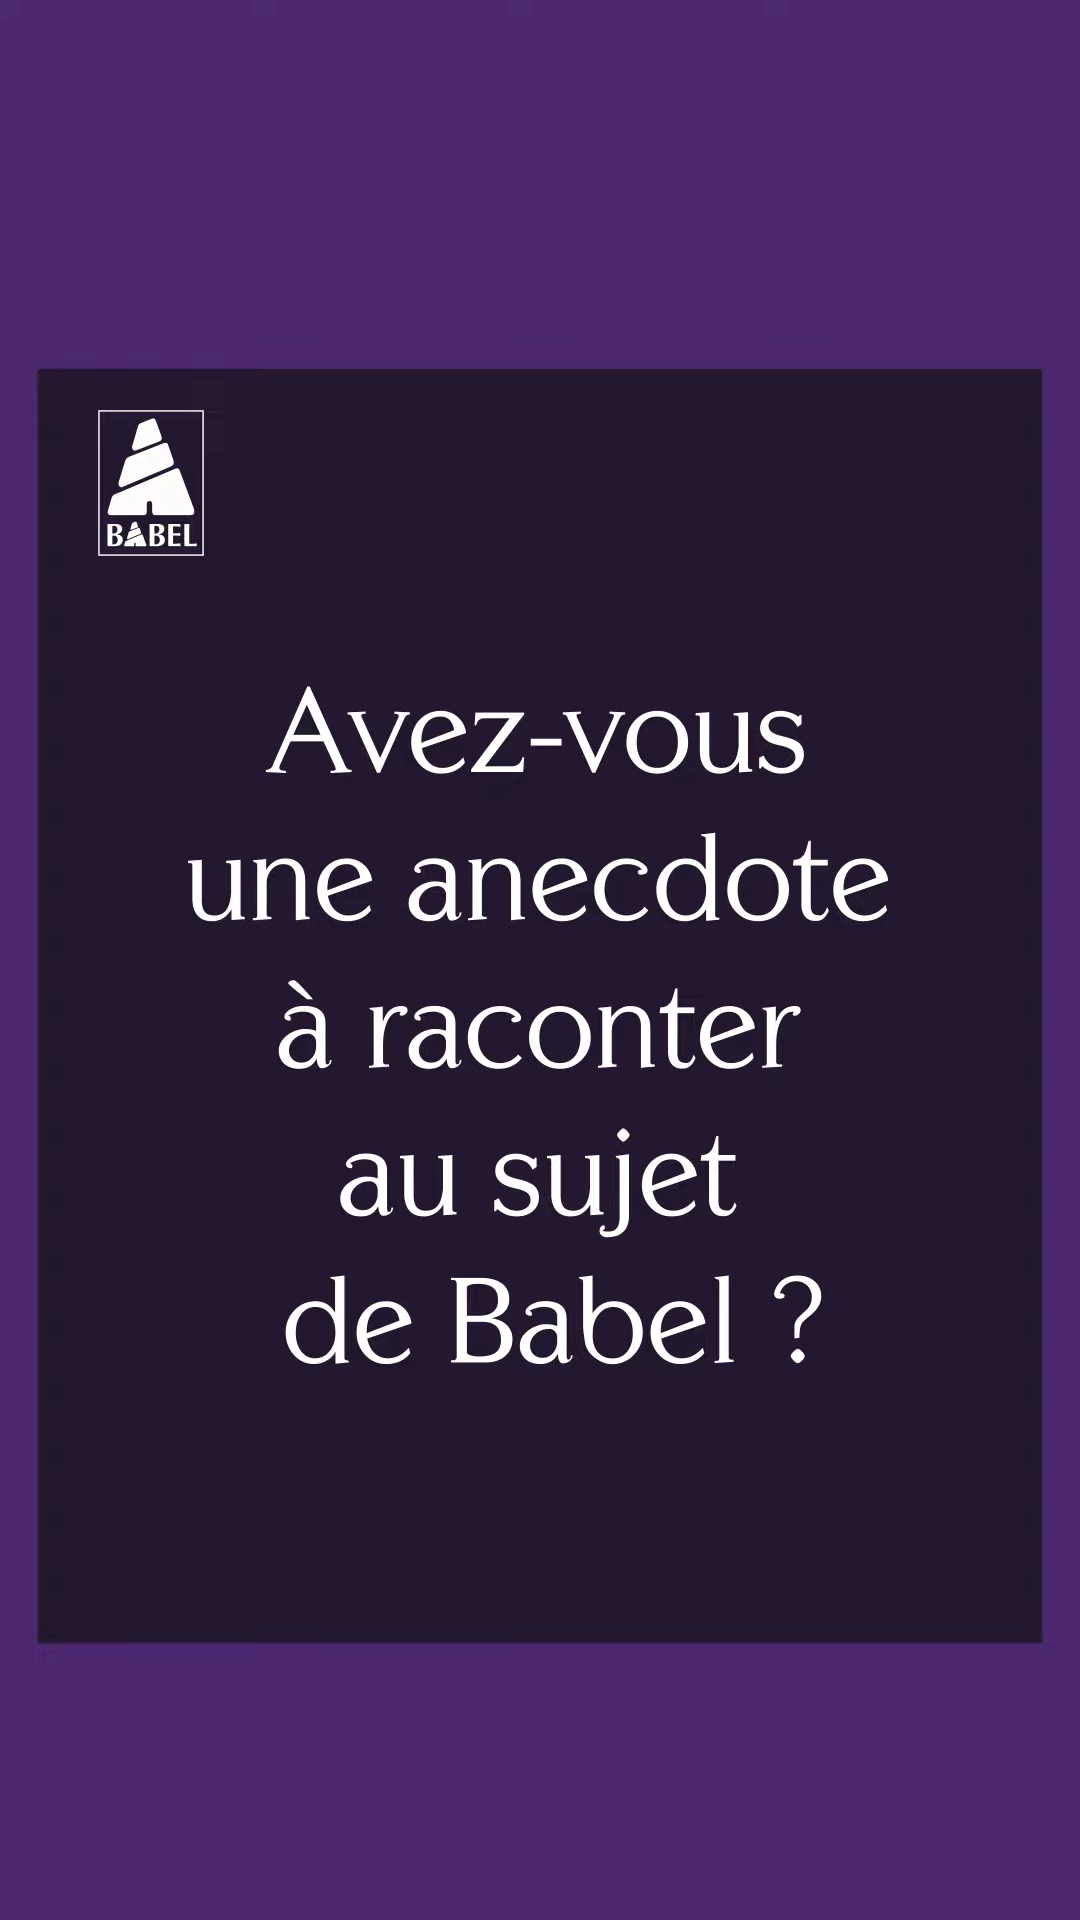 BABEL
Avez-vous
une anecdote
à raconter
au sujet
de Babel ?